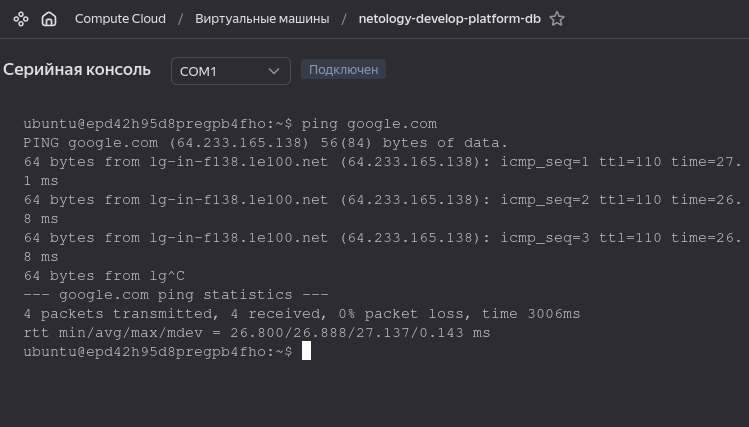 Compute Cloud / Виртуальные машины / netology-develop-platform-db
Серийная консоль COM1 Подключен
ubuntu@epd42h95d8pregpb4fho:~$ ping google.com
PING google.com (64.233.165.138) 56(84) bytes of data.
64 bytes from lg-in-f138.1e100.net (64.233.165.138): icmp_seq=1 ttl=110 time=27.
1 ms
64 bytes from lg-in-f138.1e100.net (64.233.165.138): icmp_seq=2 ttl=110 time=26.
8 ms
64 bytes from lg-in-f138.1e100.net (64.233.165.138): icmp_seq=3 ttl=110 time=26.
8 ms
64 bytes from lg^C
--- google.com ping statistics ---
4 packets transmitted, 4 received, 0% packet loss, time 3006ms
rtt min/avg/max/mdev = 26.800/26.888/27.137/0.143 ms
ubuntu@epd42h95d8pregpb4fho:~$